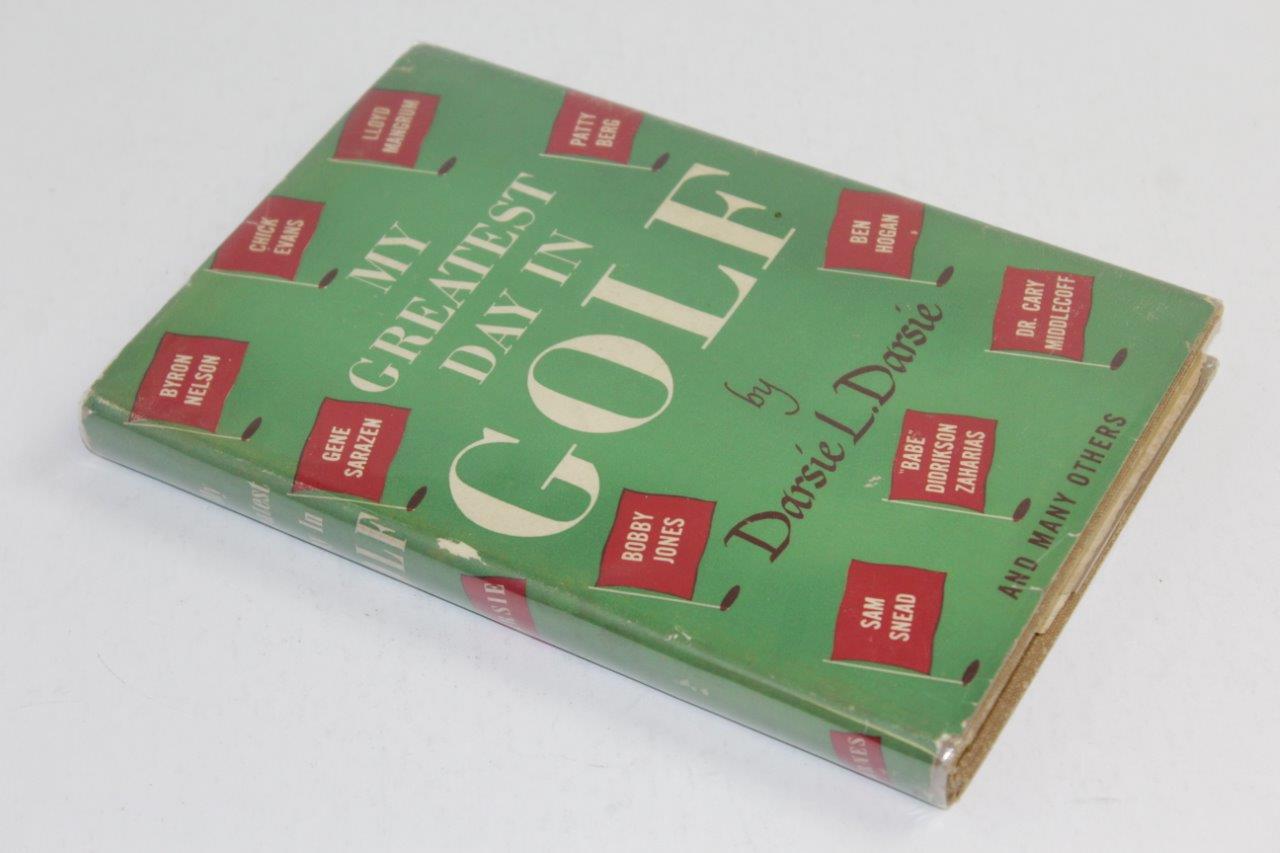 LLOYD
MANGRUM
PATTY
BERG
CHICK
EVANS
MY
GREATEST
DAY IN
GOLF
BEN
HOGAN
DR. CARY
MIDDLECOFF
BYRON
NELSON
GENE
SARAZEN
by
Darsie L. Darsie
"BABE"
DIDRIKSON
ZAHARIAS
BOBBY
JONES
SAM
SNEAD
AND MANY OTHERS
in